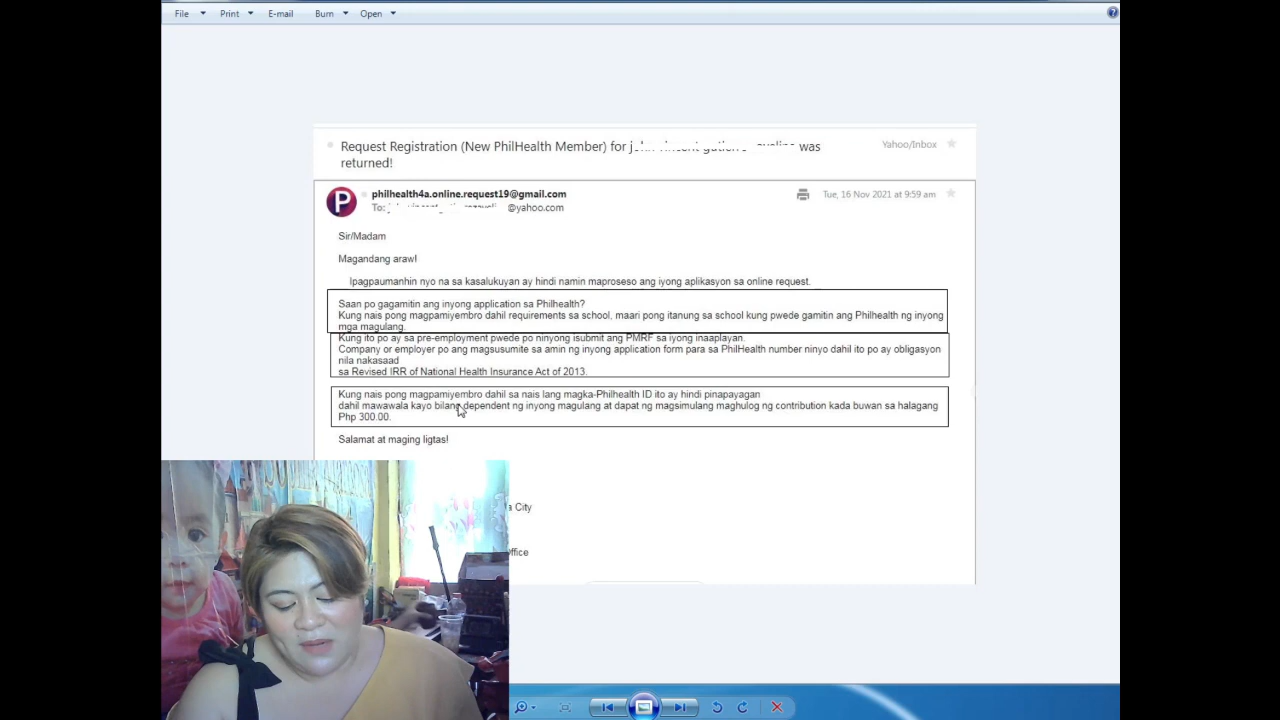 File Print E-mail Burn Open
Request Registration (New PhilHealth Member) for was
returned!
Yahoo/Inbox
philhealth4a.online.request19@gmail.com
Tue, 16 Nov 2021 at 9:59 am
To: @yahoo.com
Sir/Madam
Magandang araw!
Ipagpaumanhin nyo na sa kasalukuyan ay hindi namin maproseso ang iyong aplikasyon sa online request.
Saan po gagamitin ang inyong application sa Philhealth?
Kung nais pong magpamiyembro dahil requirements sa school, maari pong itanung sa school kung pwede gamitin ang Philhealth ng inyong
mga magulang.
Kung ito po ay sa pre-employment pwede po ninyong isubmit ang PMRF sa iyong inaaplayan.
Company or employer po ang magsusumite sa amin ng inyong application form para sa PhilHealth number ninyo dahil ito po ay obligasyon
nila nakasaad
sa Revised IRR of National Health Insurance Act of 2013.
Kung nais pong magpamiyembro dahil sa nais lang magka-Philhealth ID ito ay hindi pinapayagan
dahil mawawala kayo bilang dependent ng inyong magulang at dapat ng magsimulang maghulog ng contribution kada buwan sa halagang
Php 300.00.
Salamat at maging ligtas!
City